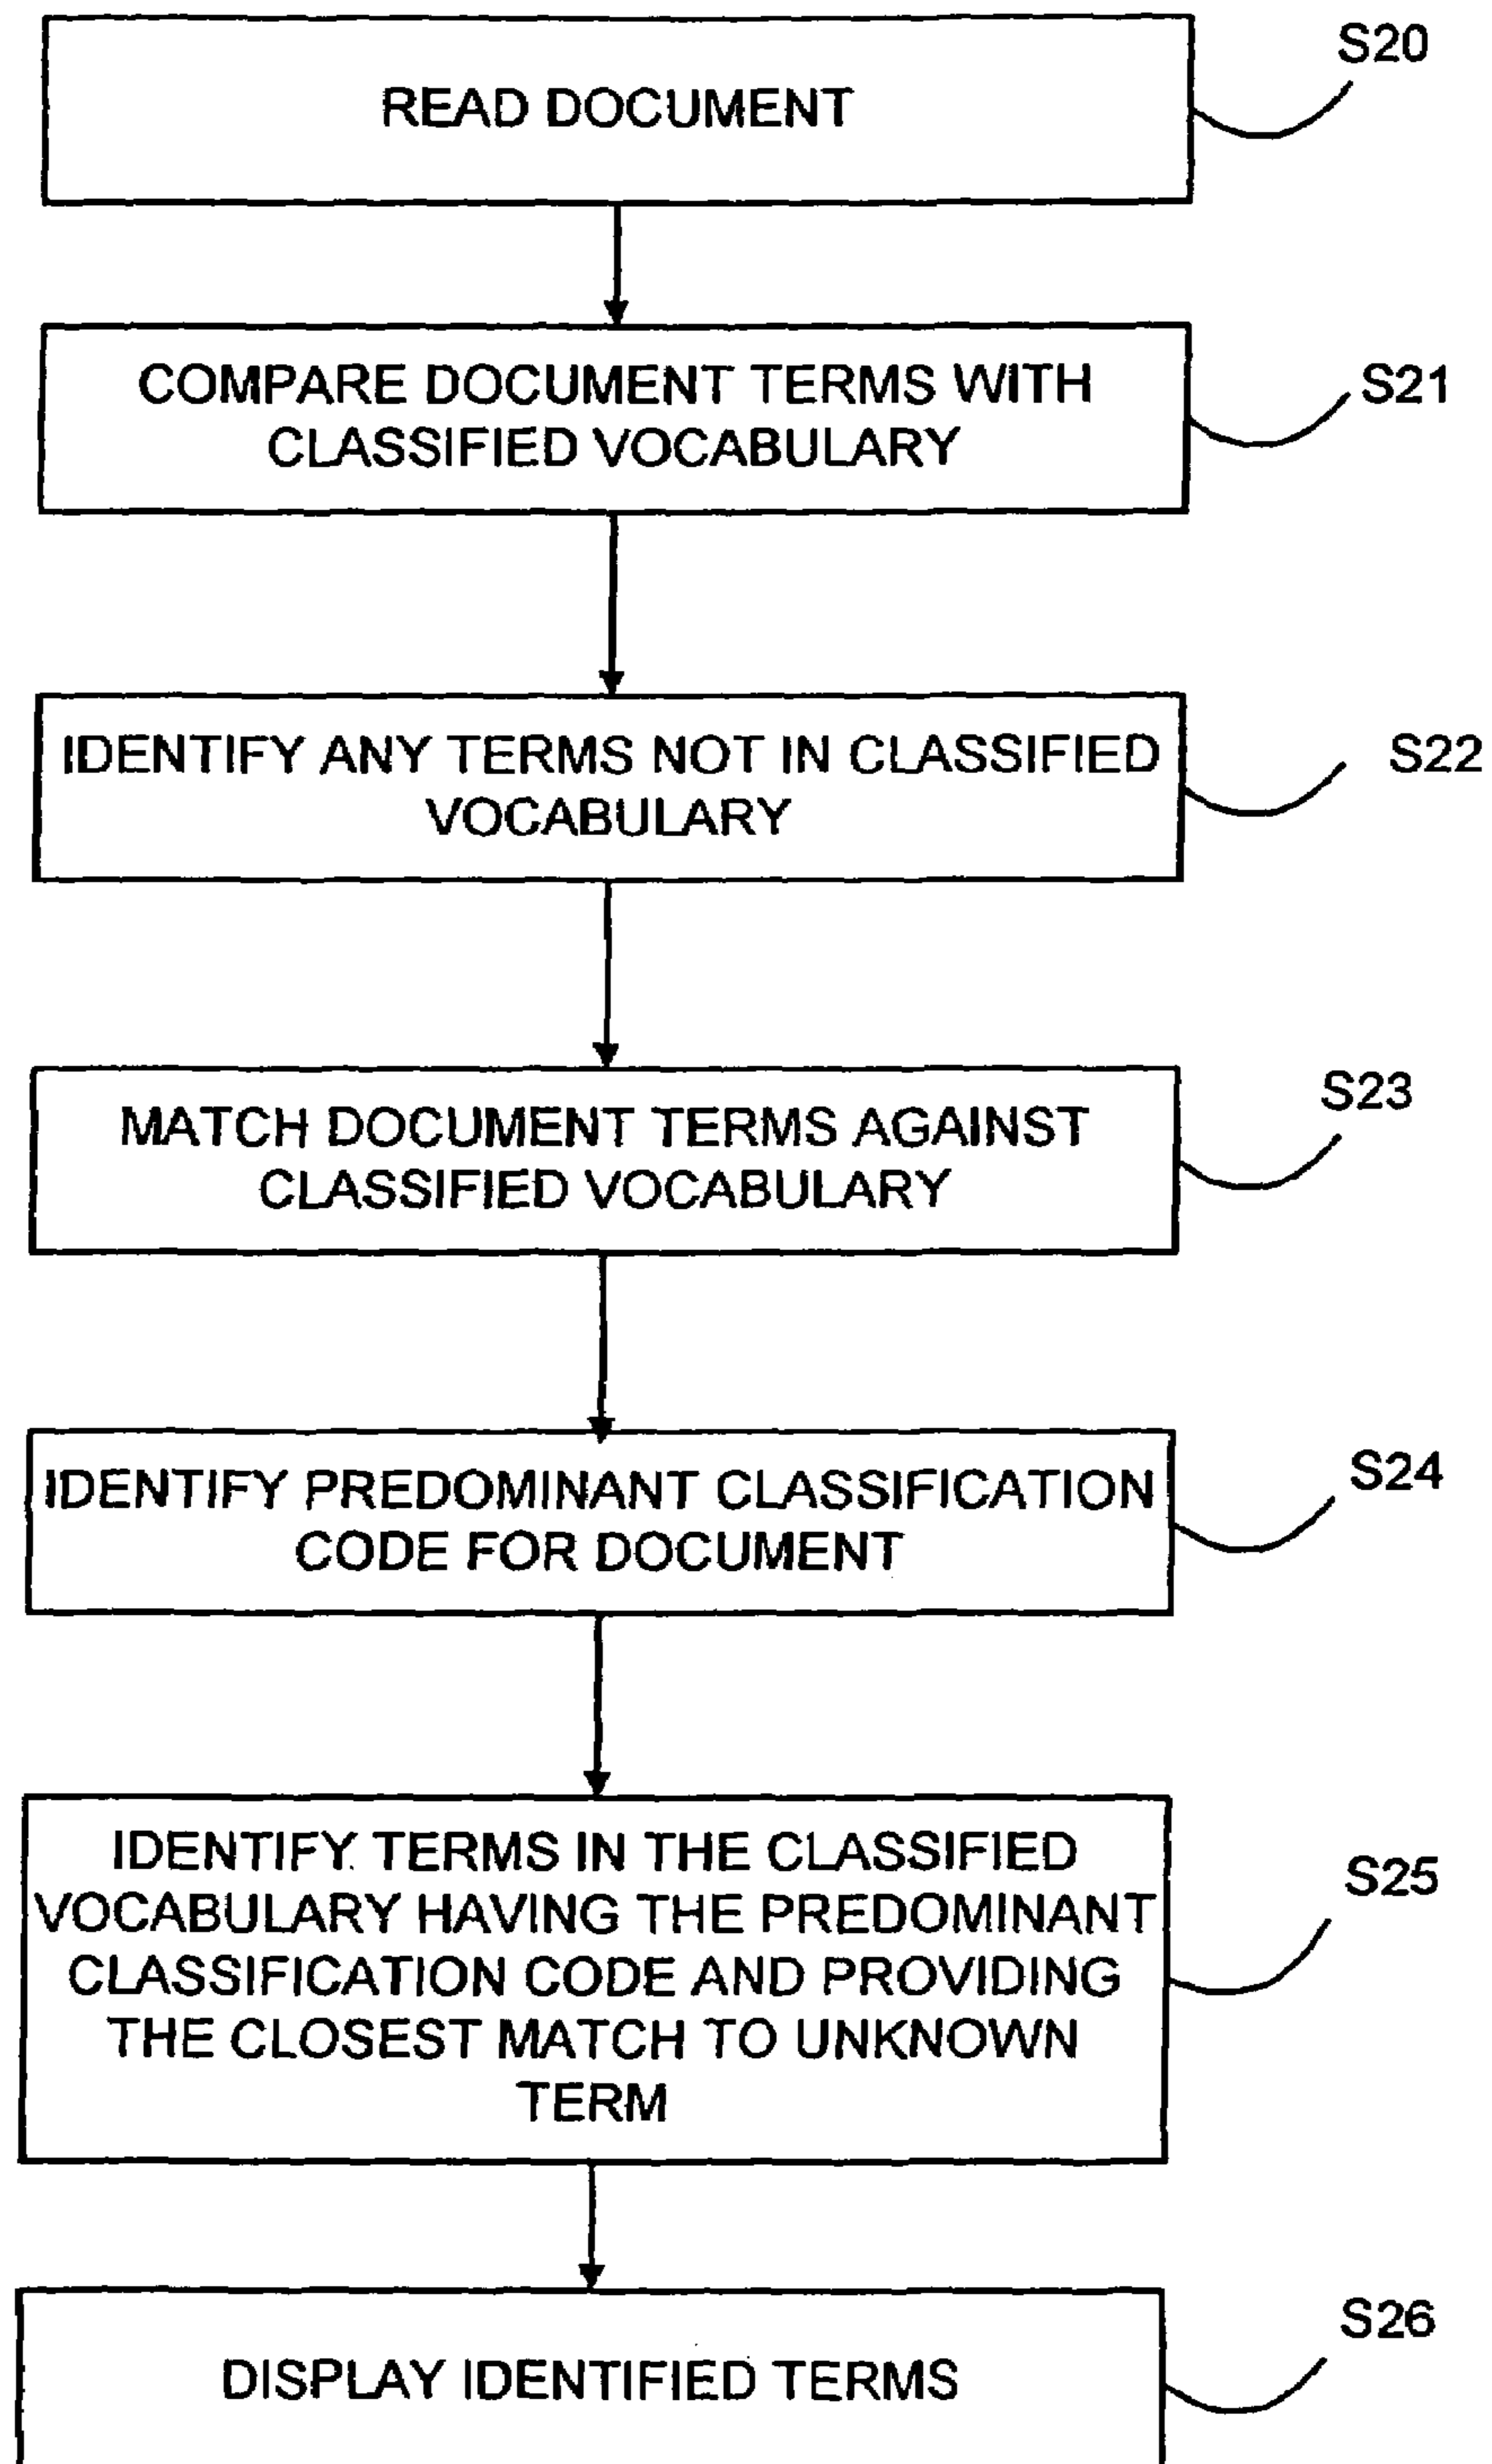 READ DOCUMENT
S20
COMPARE DOCUMENT TERMS WITH
CLASSIFIED VOCABULARY
S21
IDENTIFY ANY TERMS NOT IN CLASSIFIED
VOCABULARY
S22
MATCH DOCUMENT TERMS AGAINST
CLASSIFIED VOCABULARY
S23
IDENTIFY PREDOMINANT CLASSIFICATION
CODE FOR DOCUMENT
S24
IDENTIFY TERMS IN THE CLASSIFIED
VOCABULARY HAVING THE PREDOMINANT
CLASSIFICATION CODE AND PROVIDING
THE CLOSEST MATCH TO UNKNOWN
TERM
S25
DISPLAY IDENTIFIED TERMS
S26